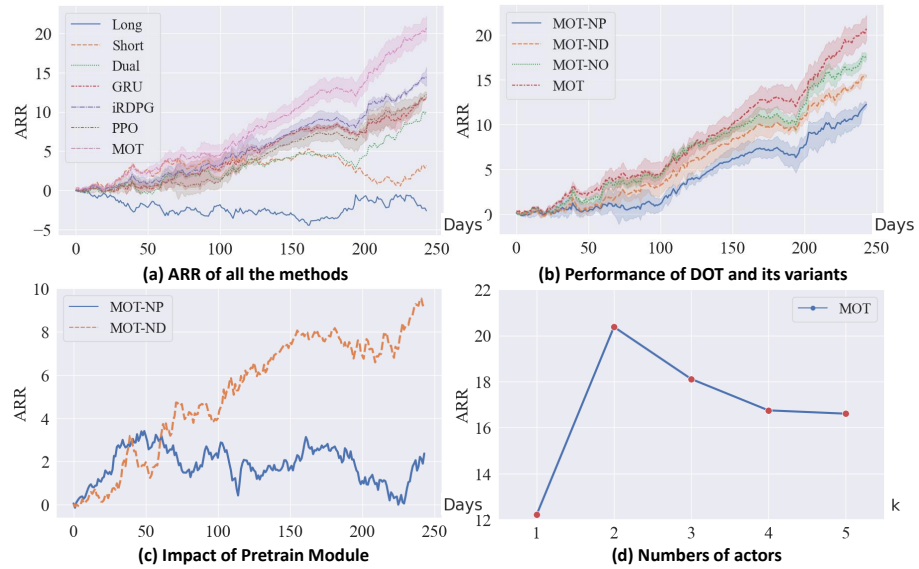 20
15
10
5
0
−5
ARR
Long
Short
Dual
GRU
iRDPG
PPO
MOT
0 50 100 150 200 250
Days
(a) ARR of all the methods
20
15
10
5
ARR
MOT-NP
MOT-ND
MOT-NO
MOT
0 50 100 150 200 250
Days
(b) Performance of DOT and its variants
10
8
6
4
2
0
ARR
MOT-NP
MOT-ND
0 50 100 150 200 250
Days
(c) Impact of Pretrain Module
22
20
18
16
14
12
ARR
MOT
1 2 3 4 5
k
(d) Numbers of actors